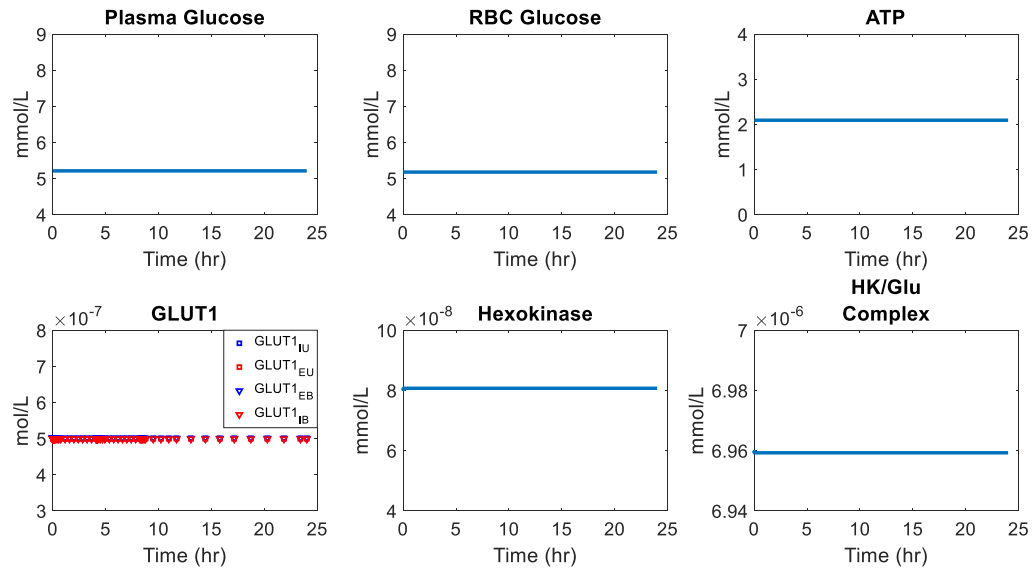 Plasma Glucose
9
8
7
6
5
4
mmol/L
0 5 10 15 20 25
Time (hr)
RBC Glucose
9
8
7
6
5
4
mmol/L
0 5 10 15 20 25
Time (hr)
ATP
4
3
2
1
0
mmol/L
0 5 10 15 20 25
Time (hr)
GLUT1
×10⁻⁷
8
7
6
5
4
3
mol/L
GLUT1IU
GLUT1EU
GLUT1EB
GLUT1IB
0 5 10 15 20 25
Time (hr)
Hexokinase
×10⁻⁸
10
8
6
4
mmol/L
0 5 10 15 20 25
Time (hr)
HK/Glu
Complex
×10⁻⁶
7
6.98
6.96
6.94
mmol/L
0 5 10 15 20 25
Time (hr)